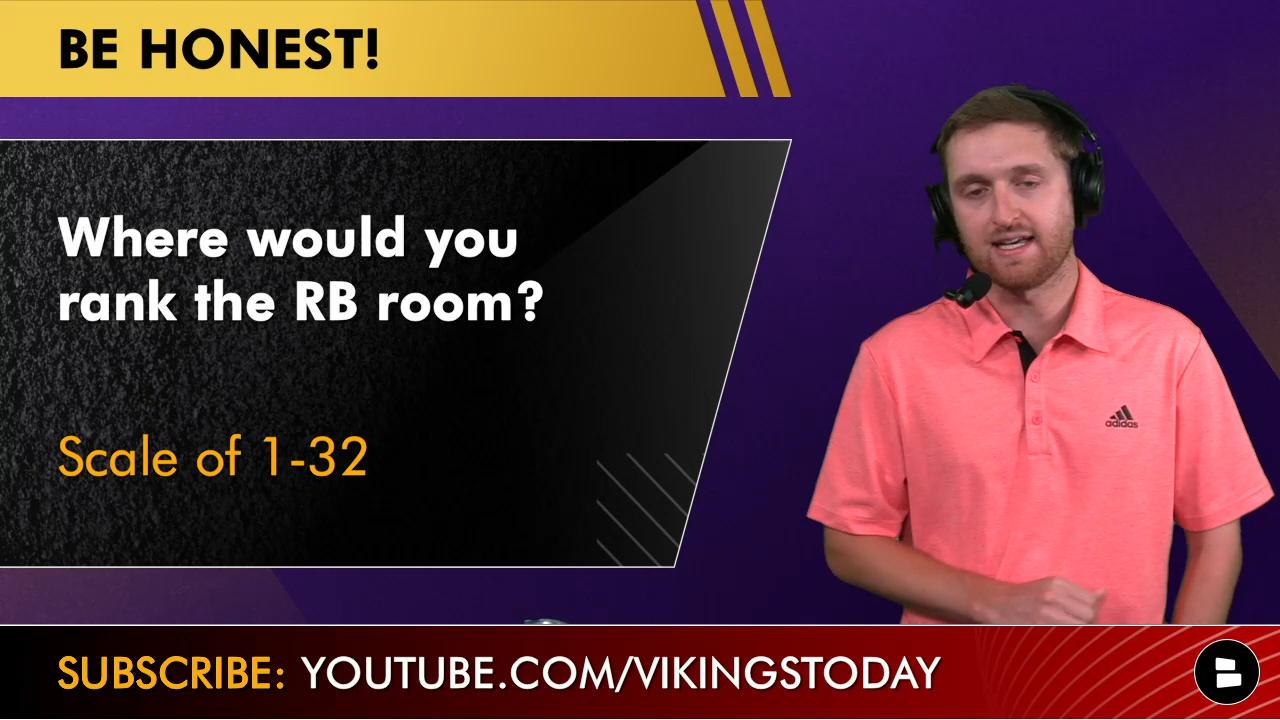 BE HONEST!
Where would you
rank the RB room?
Scale of 1-32
adidas
SUBSCRIBE: YOUTUBE.COM/VIKINGSTODAY